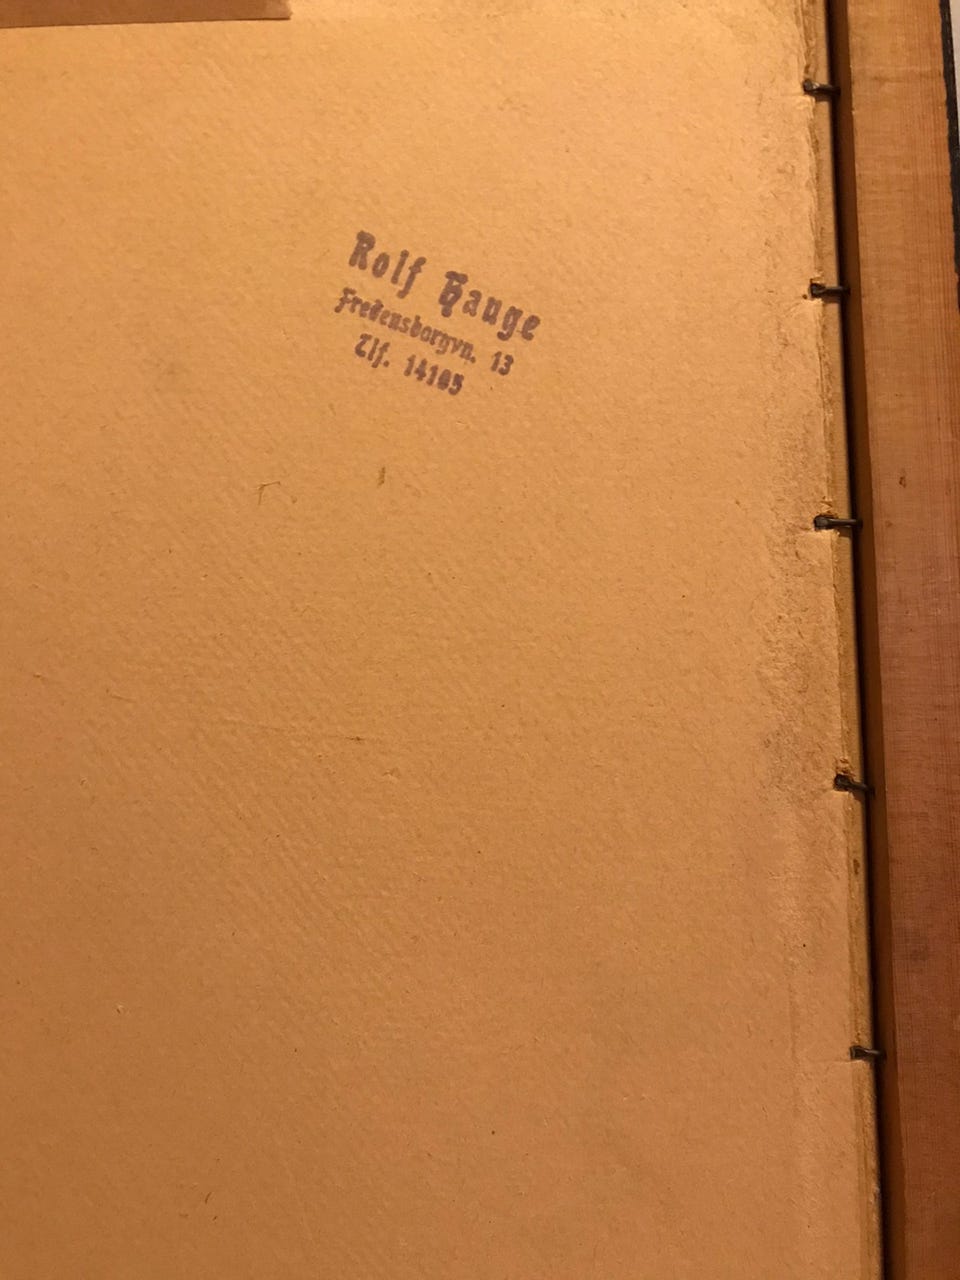 Rolf Hauge
Fredensborgvn. 13
Tlf. 14105